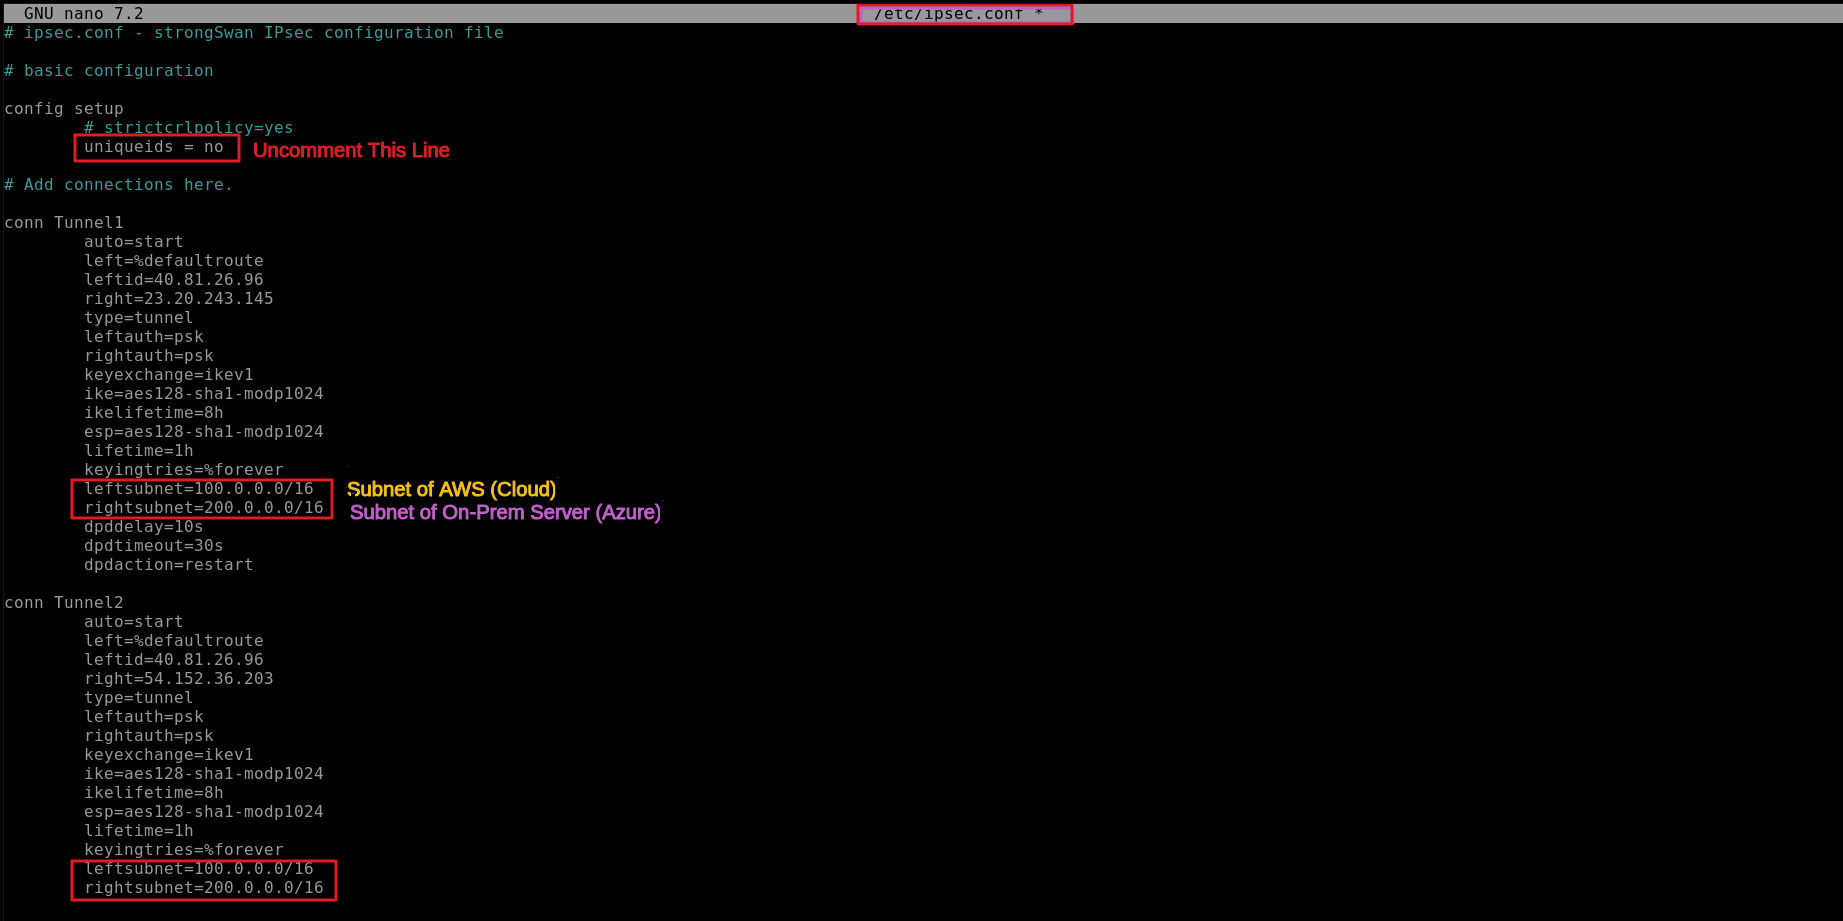 GNU nano 7.2 /etc/ipsec.conf *
# ipsec.conf - strongSwan IPsec configuration file
# basic configuration
config setup
# strictcrlpolicy=yes
uniqueids = no Uncomment This Line
# Add connections here.
conn Tunnel1
auto=start
left=%defaultroute
leftid=40.81.26.96
right=23.20.243.145
type=tunnel
leftauth=psk
rightauth=psk
keyexchange=ikev1
ike=aes128-sha1-modp1024
ikelifetime=8h
esp=aes128-sha1-modp1024
lifetime=1h
keyingtries=%forever
leftsubnet=100.0.0.0/16 Subnet of AWS (Cloud)
rightsubnet=200.0.0.0/16 Subnet of On-Prem Server (Azure)
dpddelay=10s
dpdtimeout=30s
dpdaction=restart
conn Tunnel2
auto=start
left=%defaultroute
leftid=40.81.26.96
right=54.152.36.203
type=tunnel
leftauth=psk
rightauth=psk
keyexchange=ikev1
ike=aes128-sha1-modp1024
ikelifetime=8h
esp=aes128-sha1-modp1024
lifetime=1h
keyingtries=%forever
leftsubnet=100.0.0.0/16
rightsubnet=200.0.0.0/16